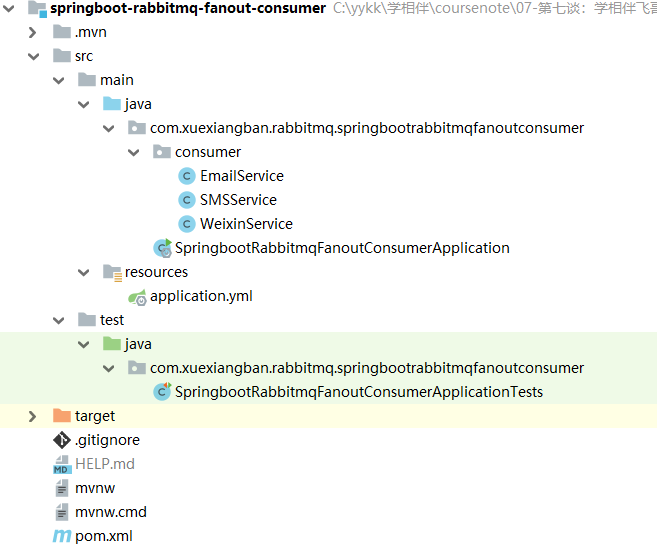 springboot-rabbitmq-fanout-consumer C:\yykk\学相伴\coursenote\07-第七谈：学相伴飞哥
.mvn
src
main
java
com.xuexiangban.rabbitmq.springbootrabbitmqfanoutconsumer
consumer
EmailService
SMSService
WeixinService
SpringbootRabbitmqFanoutConsumerApplication
resources
application.yml
test
java
com.xuexiangban.rabbitmq.springbootrabbitmqfanoutconsumer
SpringbootRabbitmqFanoutConsumerApplicationTests
target
.gitignore
HELP.md
mvnw
mvnw.cmd
pom.xml